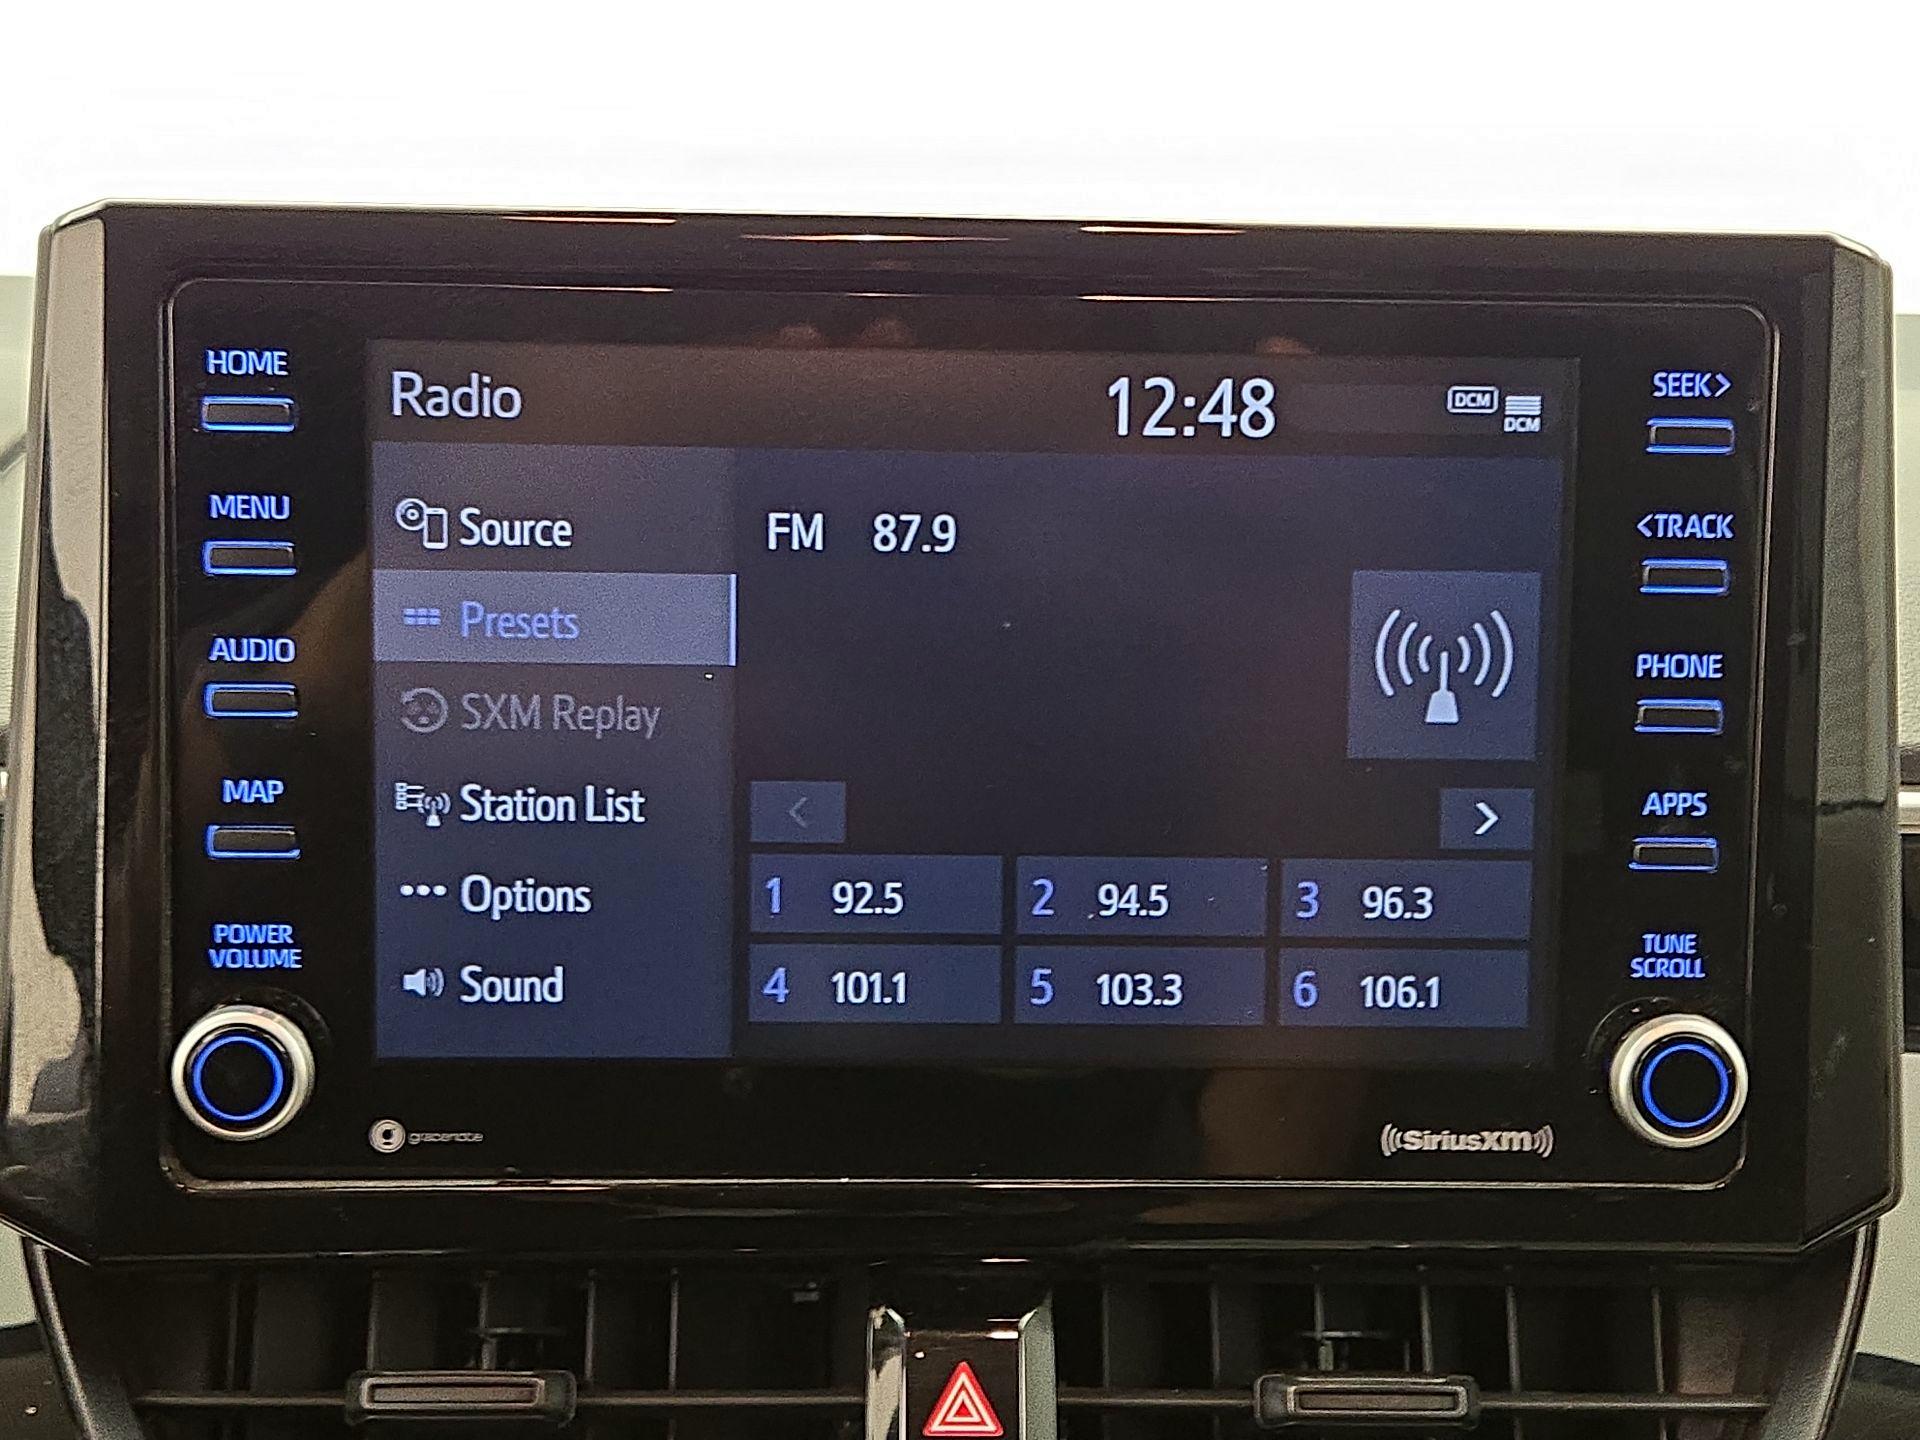 HOME
MENU
AUDIO
MAP
POWER
VOLUME
Radio
12:48
DCM
DCM
Source
Presets
SXM Replay
Station List
Options
Sound
FM 87.9
< >
1 92.5 2 94.5 3 96.3
4 101.1 5 103.3 6 106.1
SEEK>
<TRACK
PHONE
APPS
TUNE
SCROLL
gracenote
SiriusXM